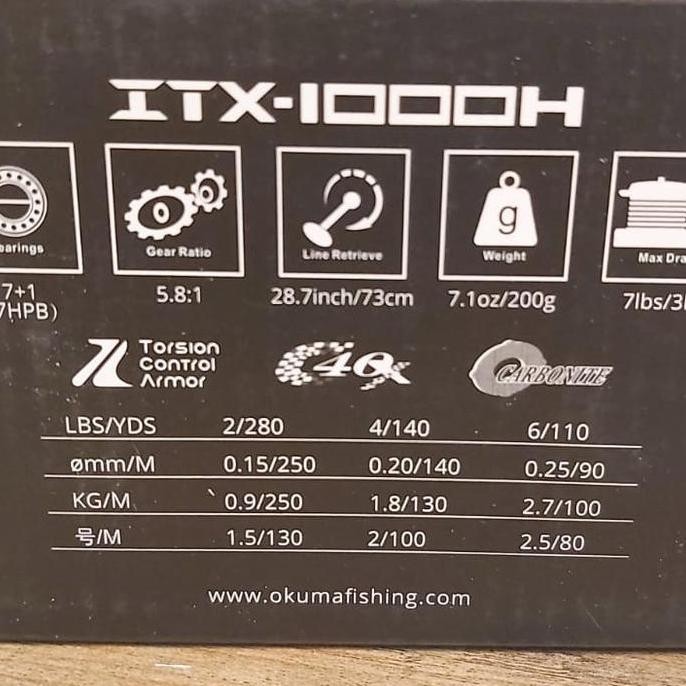 ITX-1000H
earings
Gear Ratio
Line Retrieve
g
Weight
Max Dra
7+1
7HPB)
5.8:1
28.7inch/73cm
7.1oz/200g
7lbs/3
Torsion
Control
Armor
40x
CARBONITE
LBS/YDS 2/280 4/140 6/110
ømm/M 0.15/250 0.20/140 0.25/90
KG/M 0.9/250 1.8/130 2.7/100
号/M 1.5/130 2/100 2.5/80
www.okumafishing.com